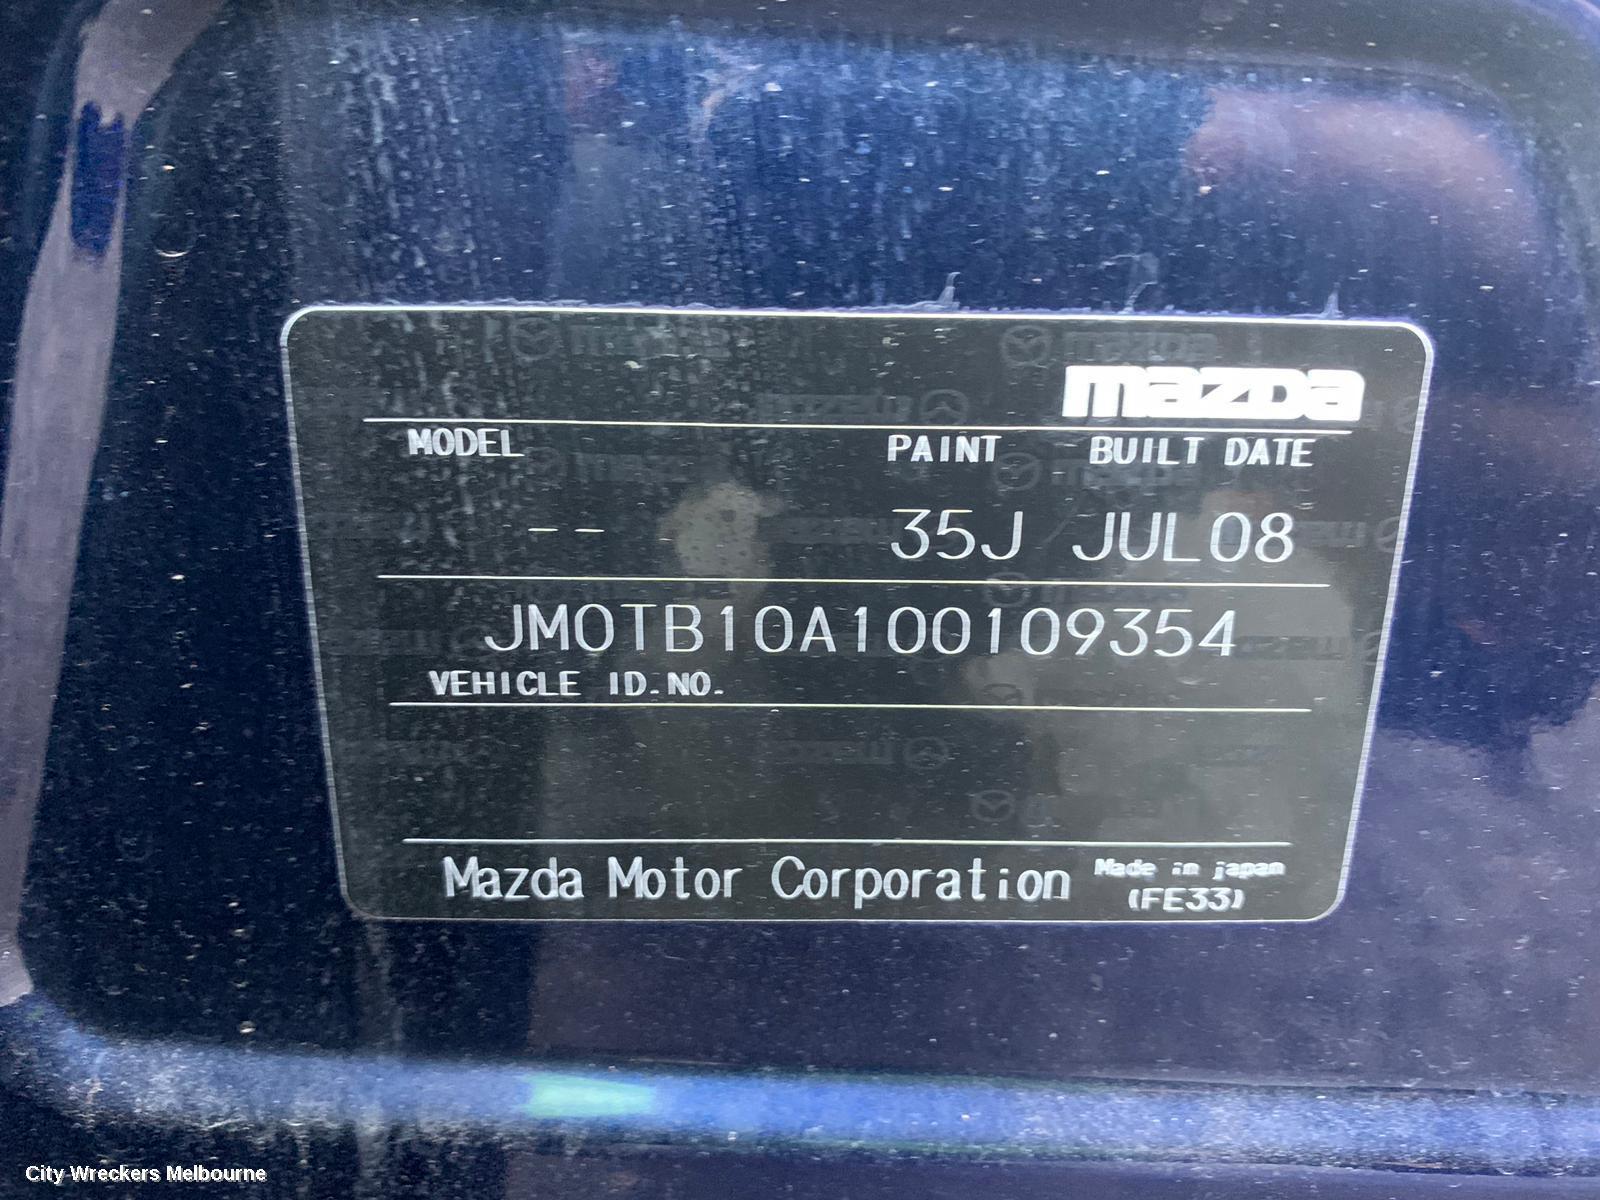 mazda
MODEL PAINT BUILT DATE
-- 35J JUL08
JM0TB10A100109354
VEHICLE ID.NO.
Mazda Motor Corporation Made in japan
(FE33)
City Wreckers Melbourne